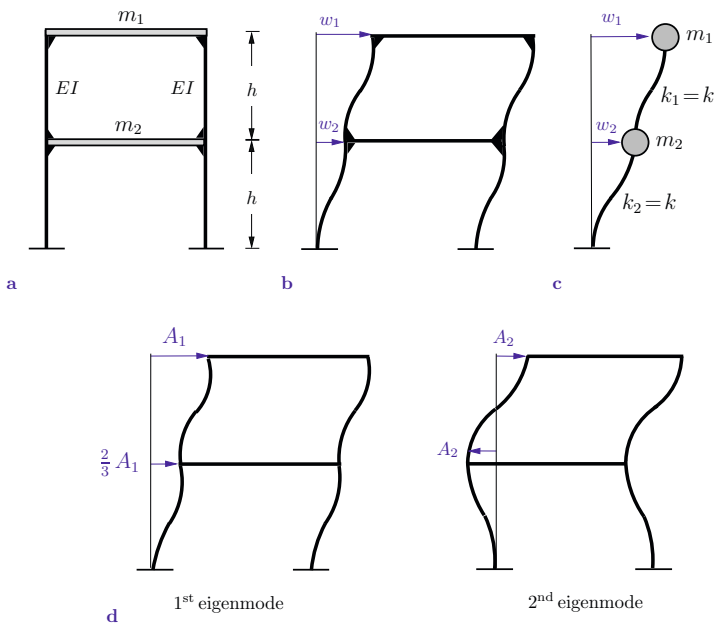 m₁
EI EI
m₂
h
h
a
w₁
w₂
b
w₁
m₁
k₁ = k
w₂
m₂
k₂ = k
c
A₁
2/3 A₁
1st eigenmode
A₂
A₂
2nd eigenmode
d